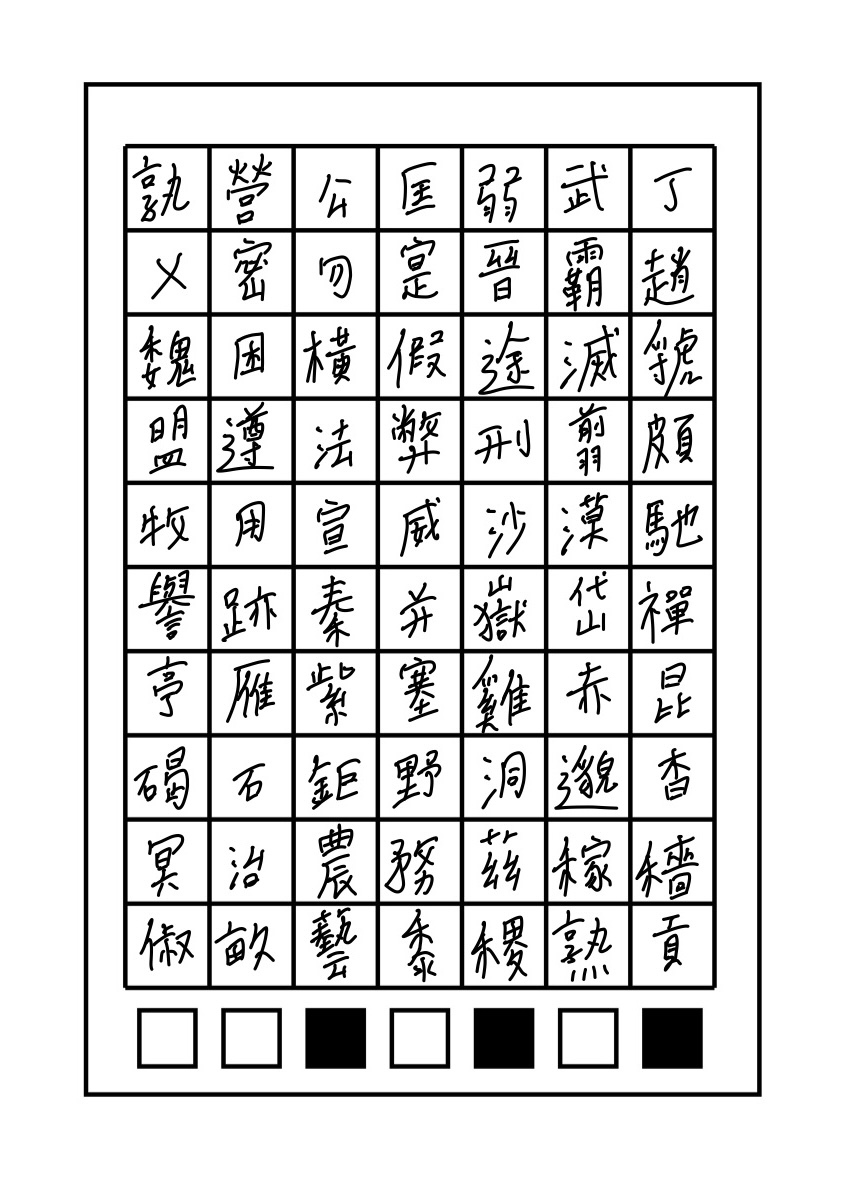 孰營公匡弱武丁
乂密勿寔晉霸趙
魏困橫假途滅虢
盟遵法弊刑翦頗
牧用宣威沙漠馳
譽跡秦并嶽岱禪
亭雁紫塞雞赤昆
碣石鉅野洞邈杳
冥治農務茲稼穡
俶畝藝黍稷熟貢